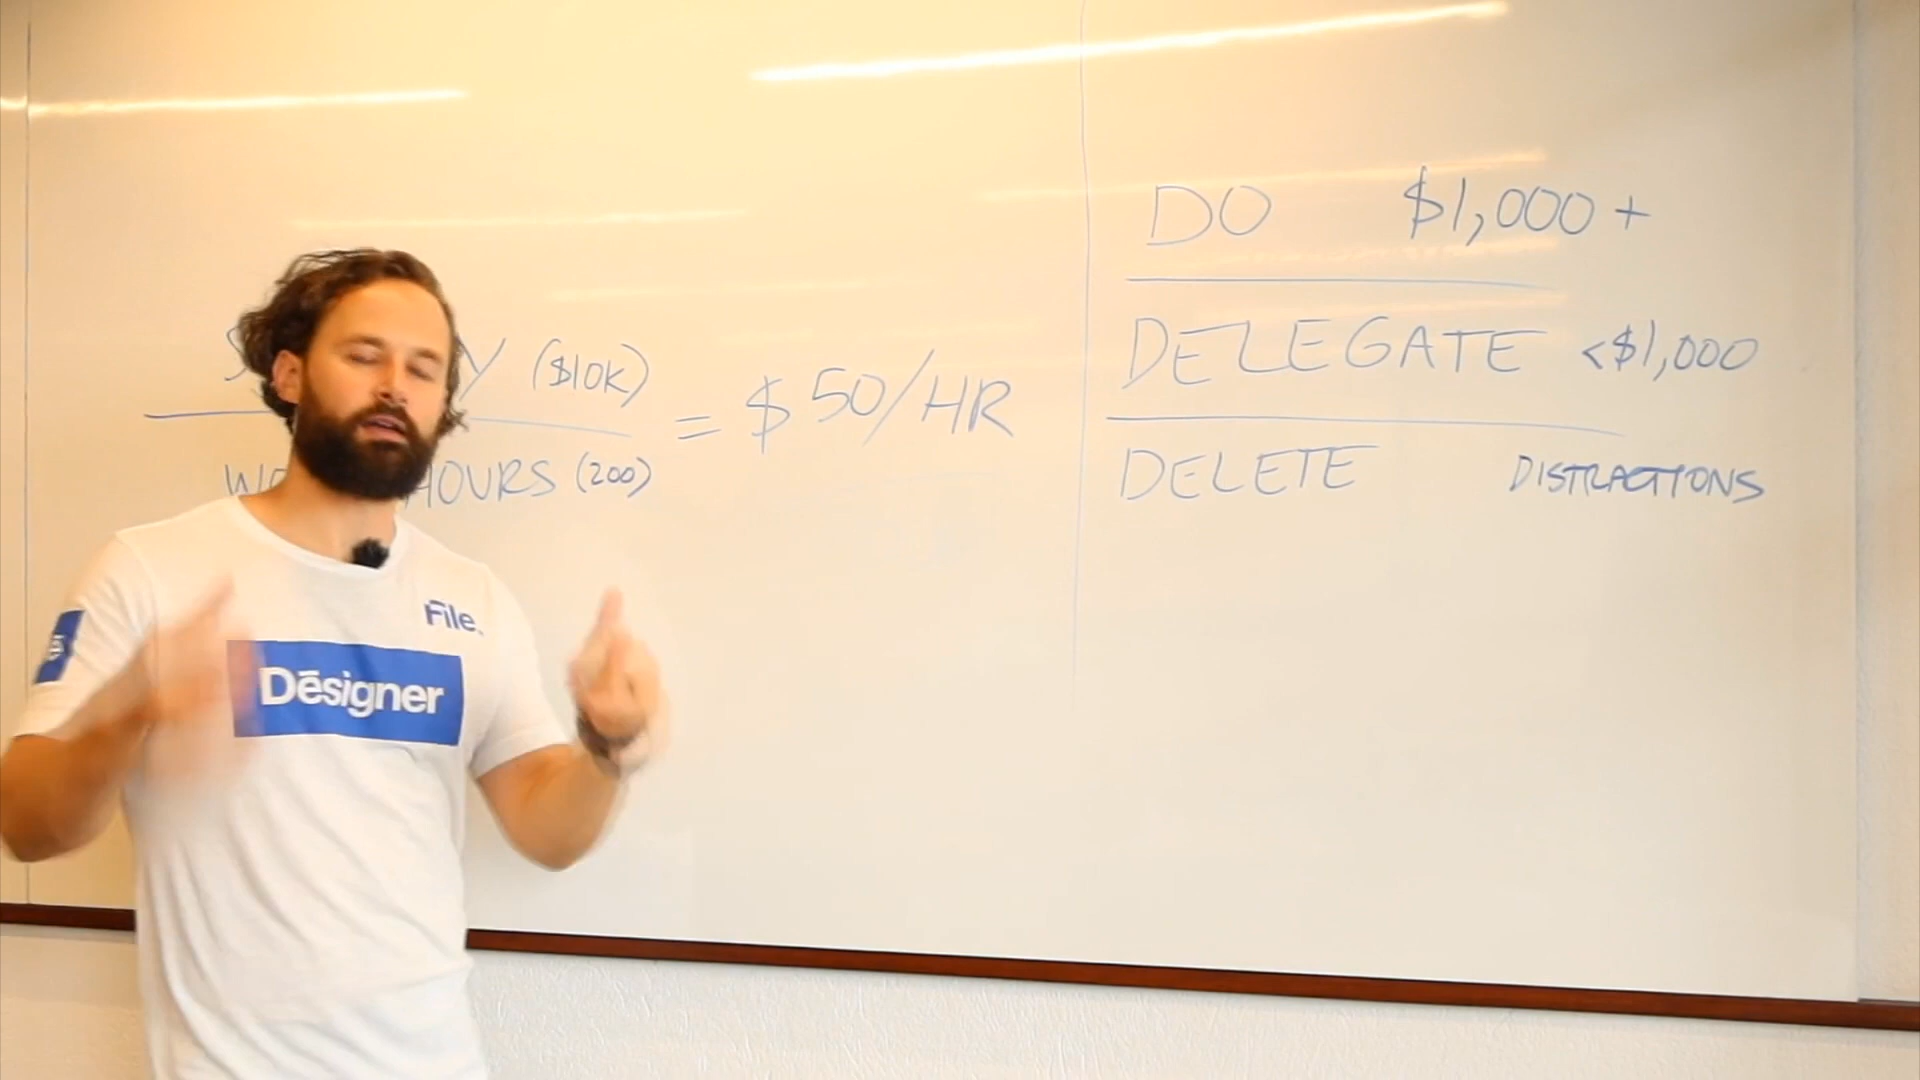 ($10K)
HOURS (200)
= $50/HR
DO $1,000+
DELEGATE <$1,000
DELETE DISTRACTIONS
File.
Dēsigner